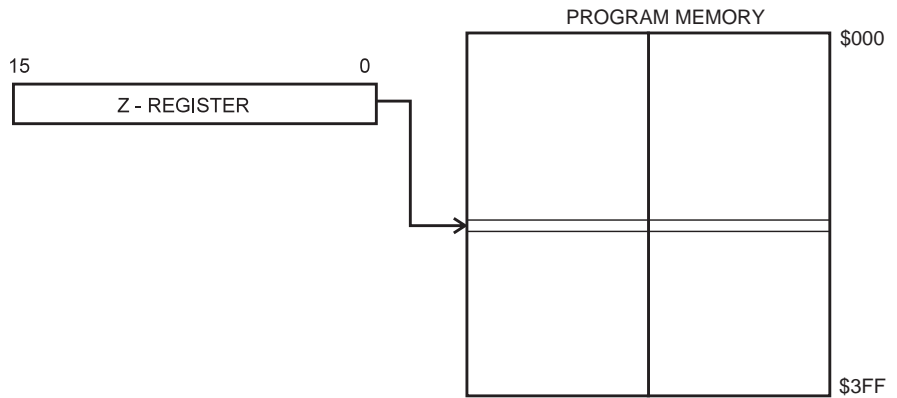 PROGRAM MEMORY
$000
15 0
Z - REGISTER
$3FF